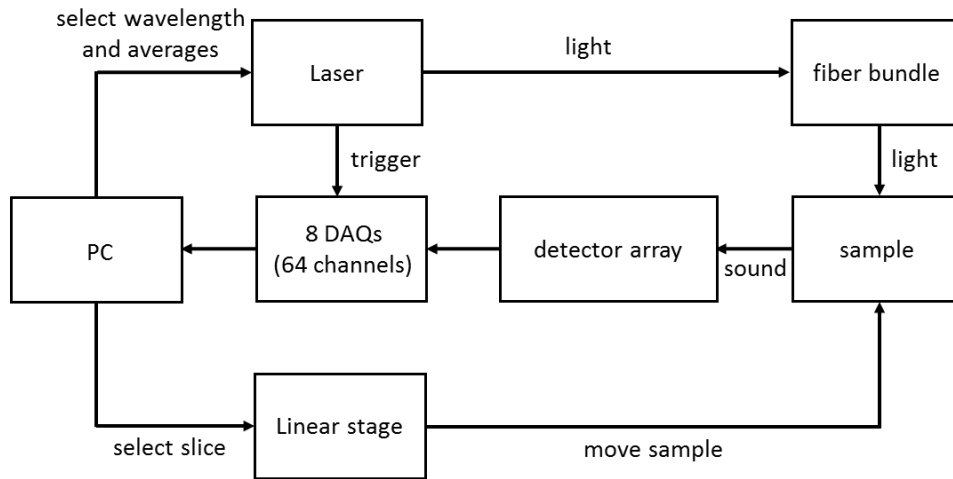 select wavelength
and averages
Laser
light
fiber bundle
trigger
light
PC
8 DAQs
(64 channels)
detector array
sound
sample
select slice
Linear stage
move sample